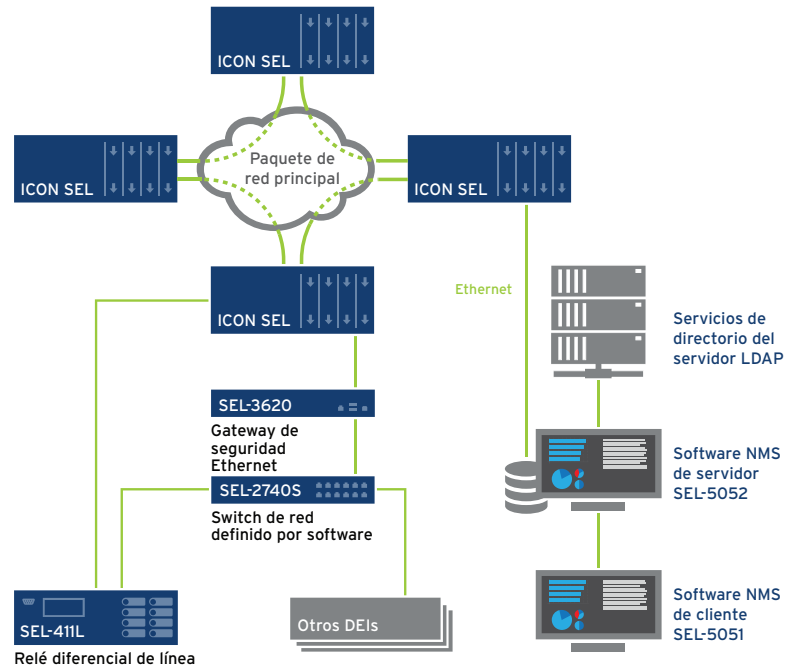 ICON SEL
Paquete de
red principal
ICON SEL
ICON SEL
ICON SEL
Ethernet
Servicios de
directorio del
servidor LDAP
SEL-3620
Gateway de
seguridad
Ethernet
Software NMS
de servidor
SEL-5052
SEL-2740S
Switch de red
definido por software
SEL-411L
Relé diferencial de línea
Otros DEIs
Software NMS
de cliente
SEL-5051